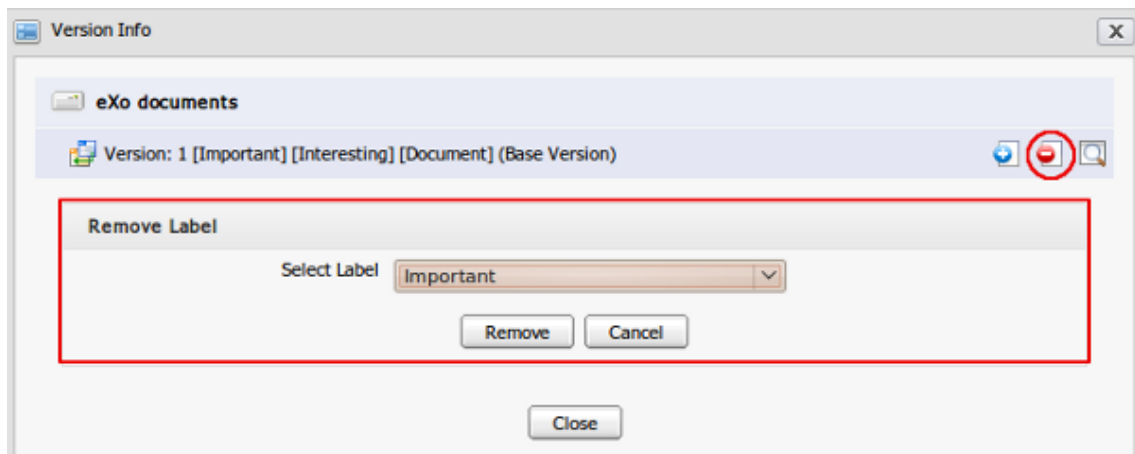 Version Info
X
eXo documents
Version: 1 [Important] [Interesting] [Document] (Base Version)
Remove Label
Select Label Important
Remove Cancel
Close